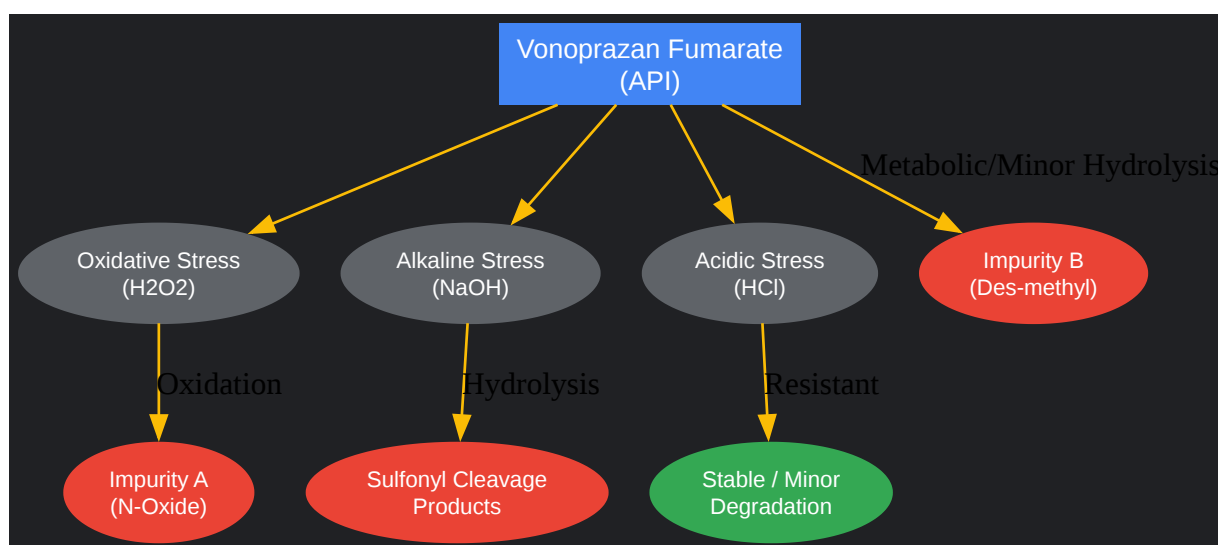 Vonoprazan Fumarate
(API)
Metabolic/Minor Hydrolysis
Oxidative Stress
(H2O2)
Alkaline Stress
(NaOH)
Acidic Stress
(HCl)
Impurity B
(Des-methyl)
Oxidation
Hydrolysis
Resistant
Impurity A
(N-Oxide)
Sulfonyl Cleavage
Products
Stable / Minor
Degradation